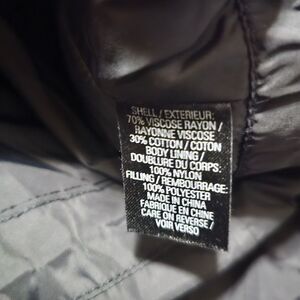 SHELL / EXTERIEUR:
70% VISCOSE RAYON /
RAYONNE VISCOSE
30% COTTON / COTON
BODY LINING /
DOUBLURE DU CORPS:
100% NYLON
FILLING / REMBOURRAGE:
100% POLYESTER
MADE IN CHINA
FABRIQUE EN CHINE
CARE ON REVERSE /
VOIR VERSO